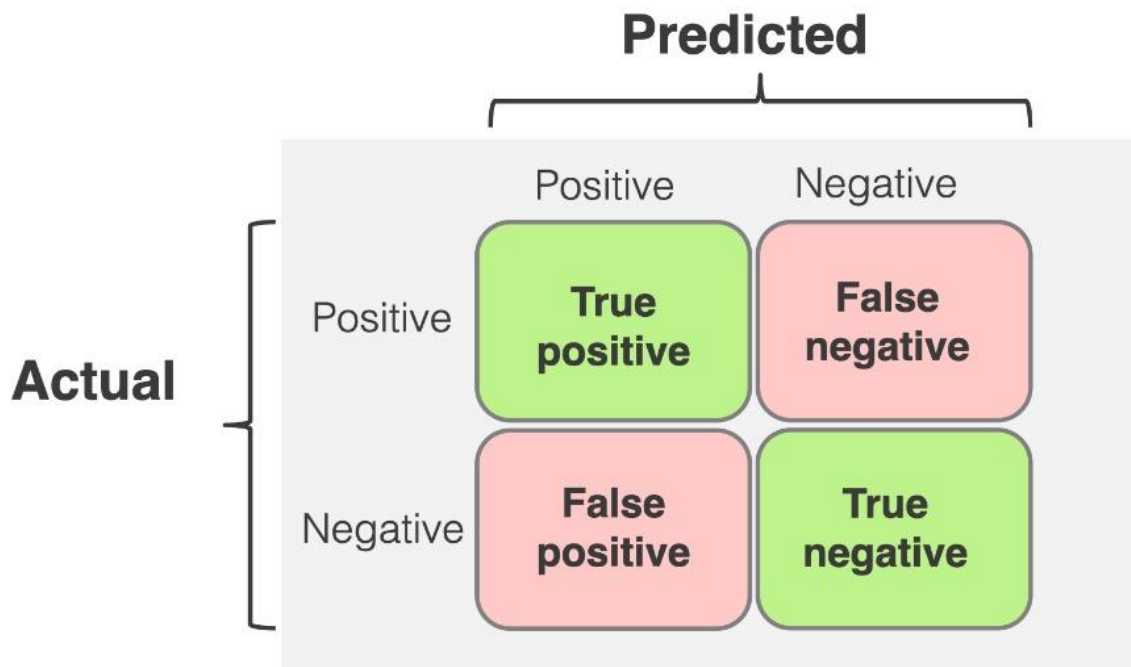 Predicted
Positive Negative
Actual
Positive
True
positive
False
negative
Negative
False
positive
True
negative